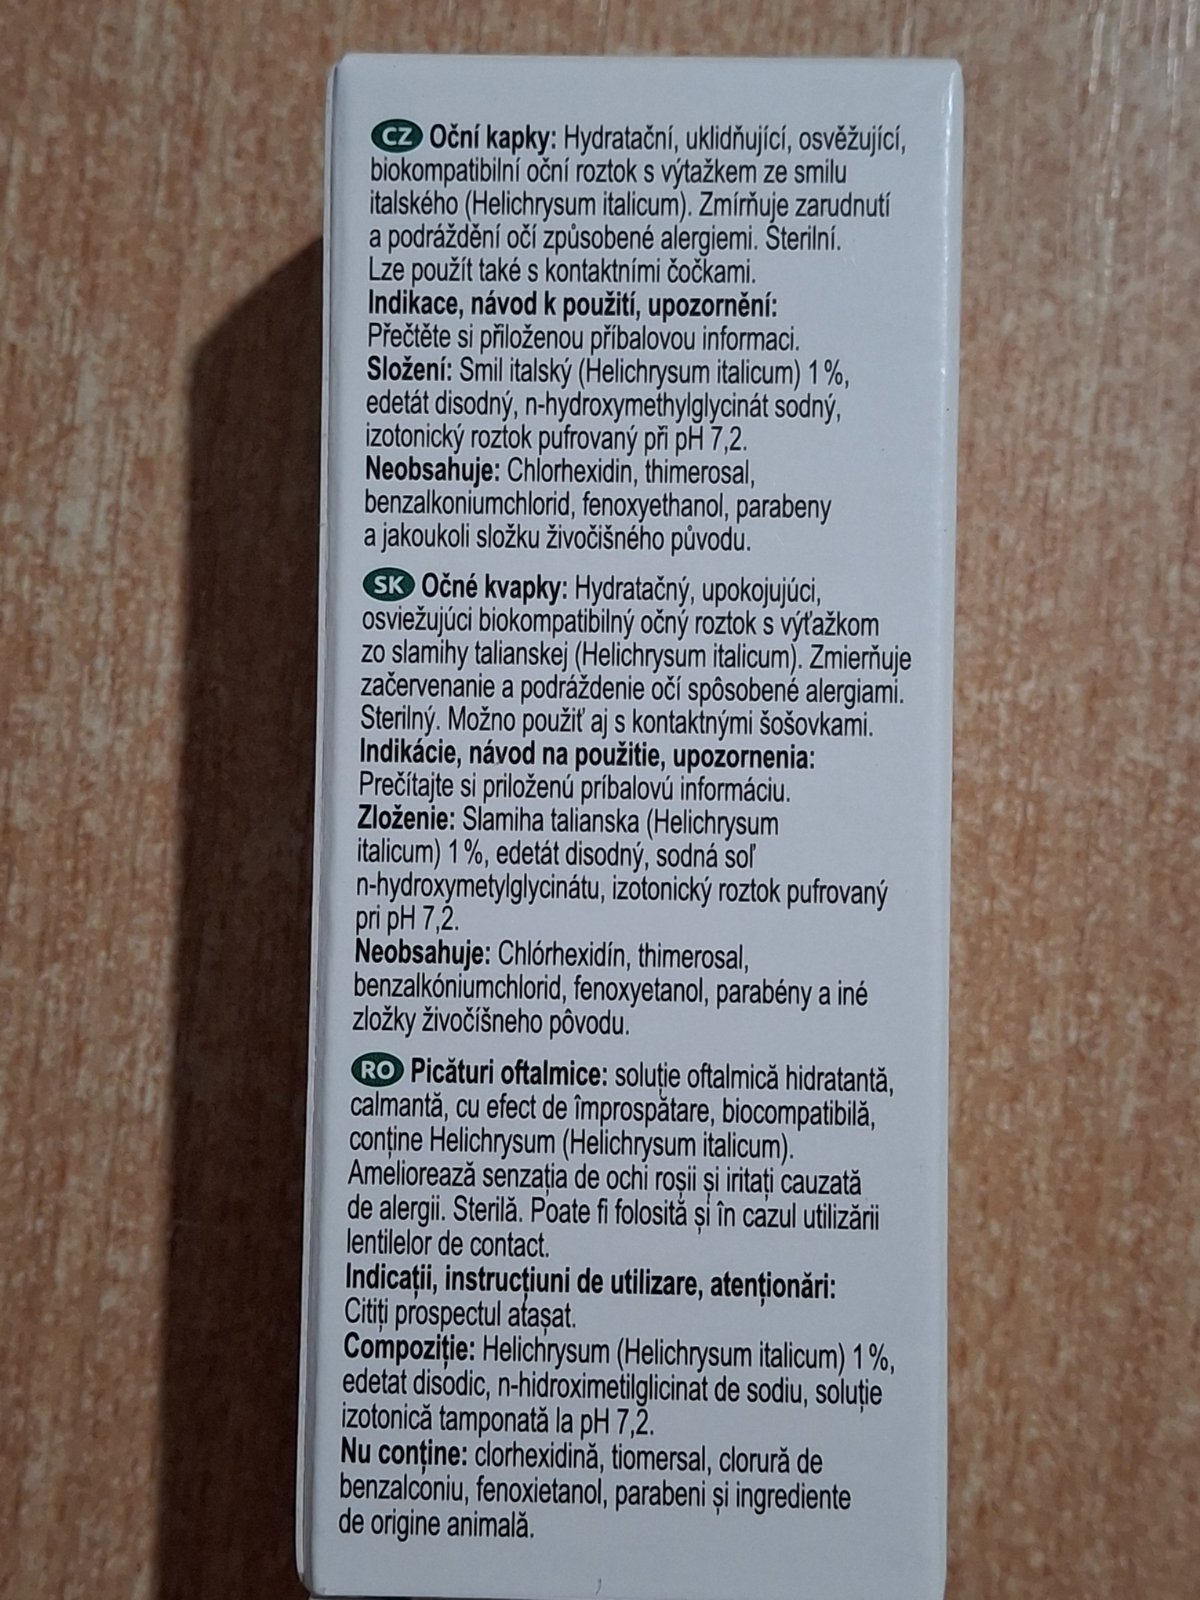 CZ Oční kapky: Hydratační, uklidňující, osvěžující,
biokompatibilní oční roztok s výtažkem ze smilu
italského (Helichrysum italicum). Zmírňuje zarudnutí
a podráždění očí způsobené alergiemi. Sterilní.
Lze použít také s kontaktními čočkami.
Indikace, návod k použití, upozornění:
Přečtěte si přiloženou příbalovou informaci.
Složení: Smil italský (Helichrysum italicum) 1 %,
edetát disodný, n-hydroxymethylglycinát sodný,
izotonický roztok pufrovaný při pH 7,2.
Neobsahuje: Chlorhexidin, thimerosal,
benzalkoniumchlorid, fenoxyethanol, parabeny
a jakoukoli složku živočišného původu.
SK Očné kvapky: Hydratačný, upokojujúci,
osviežujúci biokompatibilný očný roztok s výťažkom
zo slamihy talianskej (Helichrysum italicum). Zmierňuje
začervenanie a podráždenie očí spôsobené alergiami.
Sterilný. Možno použiť aj s kontaktnými šošovkami.
Indikácie, návod na použitie, upozornenia:
Prečítajte si priloženú príbalovú informáciu.
Zloženie: Slamiha talianska (Helichrysum
italicum) 1 %, edetát disodný, sodná soľ
n-hydroxymetylglycinátu, izotonický roztok pufrovaný
pri pH 7,2.
Neobsahuje: Chlórhexidín, thimerosal,
benzalkóniumchlorid, fenoxyetanol, parabény a iné
zložky živočíšneho pôvodu.
RO Picături oftalmice: soluție oftalmică hidratantă,
calmantă, cu efect de împrospătare, biocompatibilă,
conține Helichrysum (Helichrysum italicum).
Ameliorează senzația de ochi roșii și iritați cauzată
de alergii. Sterilă. Poate fi folosită și în cazul utilizării
lentilelor de contact.
Indicații, instrucțiuni de utilizare, atenționări:
Citiți prospectul atașat.
Compoziție: Helichrysum (Helichrysum italicum) 1 %,
edetat disodic, n-hidroximetilglicinat de sodiu, soluție
izotonică tamponată la pH 7,2.
Nu conține: clorhexidină, tiomersal, clorură de
benzalconiu, fenoxietanol, parabeni și ingrediente
de origine animală.